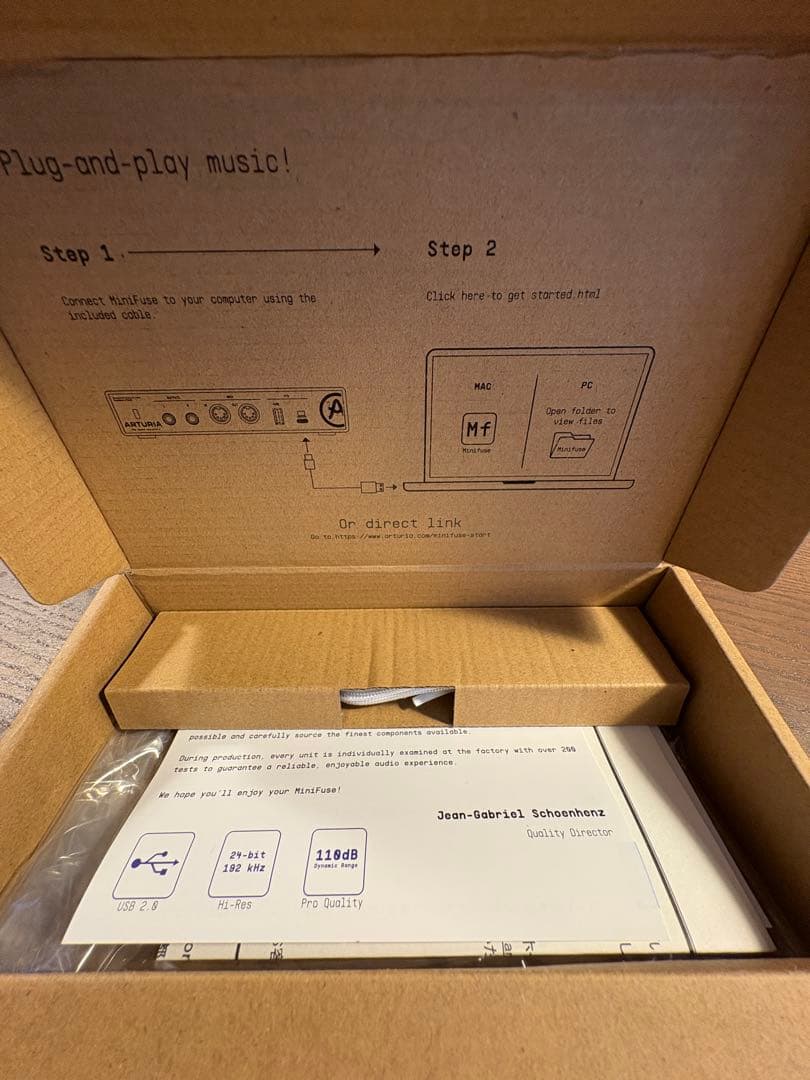 Plug-and-play music!
Step 1
Step 2
Connect MiniFuse to your computer using the
included cable.
Click here to get started.html
ARTURIA
MAC
PC
Open folder to
view files
Mf
Minifuse
Minifuse
Or direct link
Go to https://www.arturia.com/minifuse-start
possible and carefully source the finest components available.
During production, every unit is individually examined at the factory with over 200
tests to guarantee a reliable, enjoyable audio experience.
We hope you'll enjoy your MiniFuse!
Jean-Gabriel Schoenhenz
Quality Director
24-bit
192 kHz
110dB
Dynamic Range
USB 2.0
Hi-Res
Pro Quality